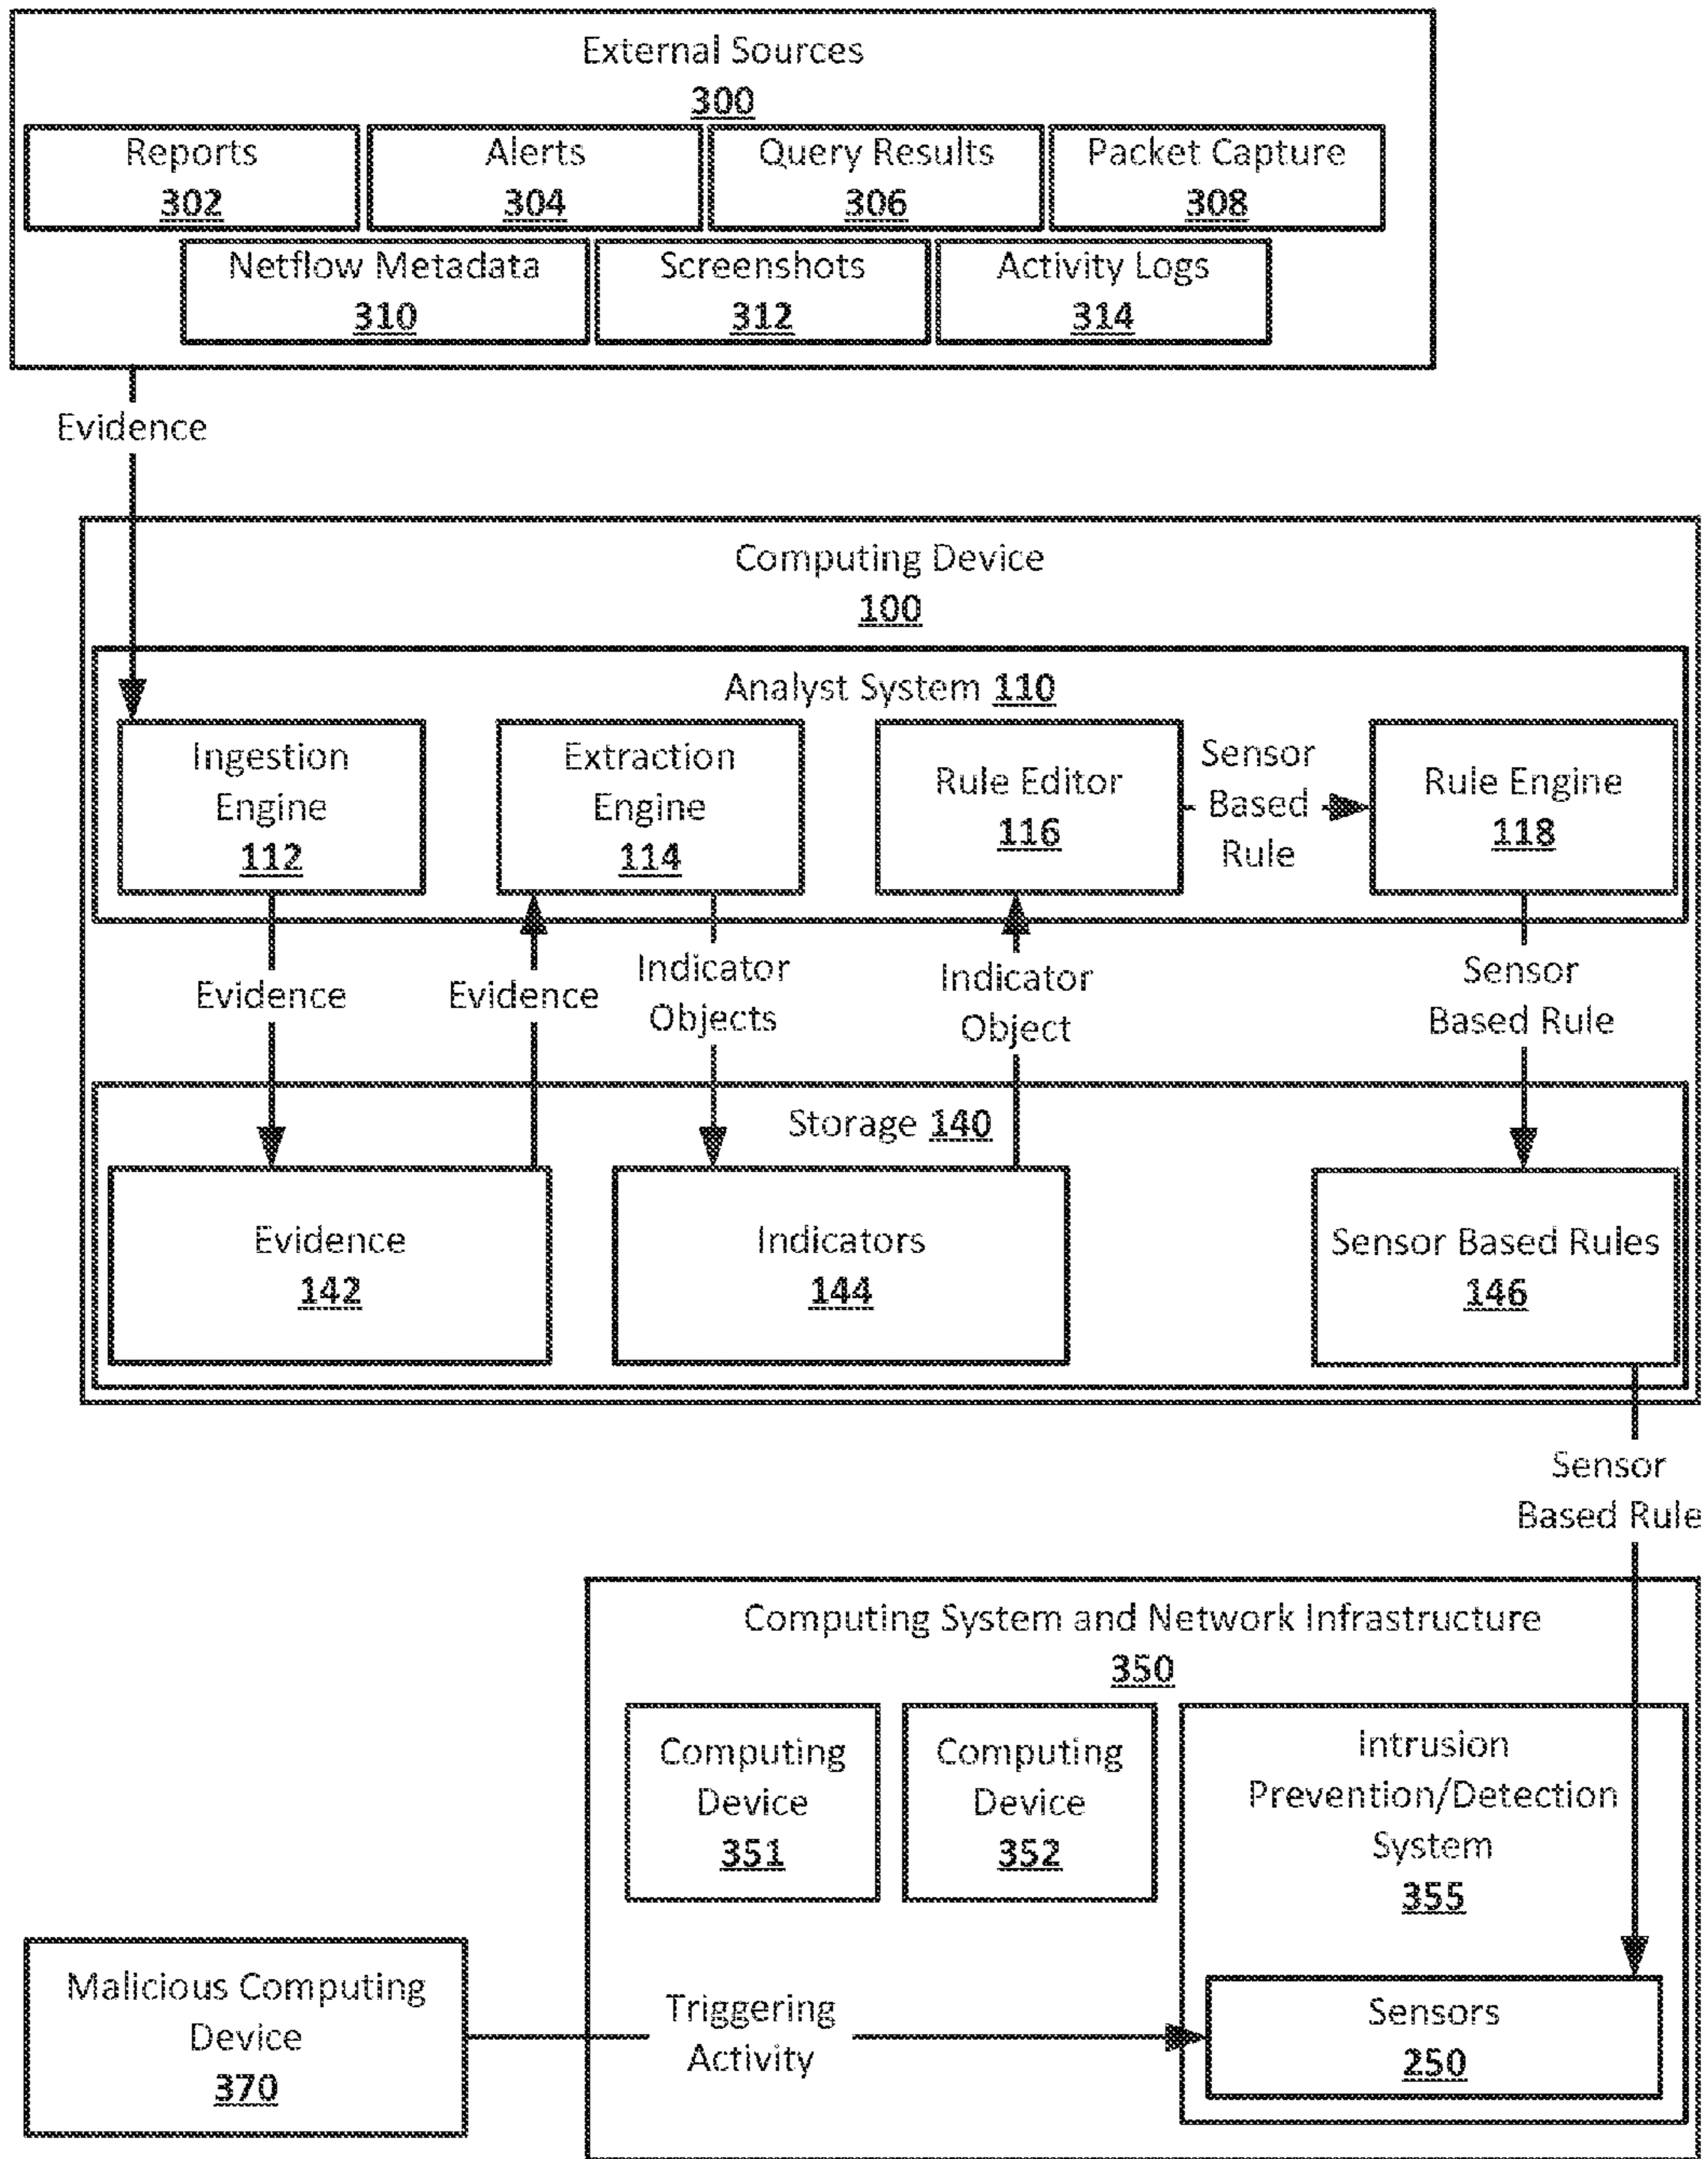 External Sources
300
Reports
302
Alerts
304
Query Results
306
Packet Capture
308
Netflow Metadata
310
Screenshots
312
Activity Logs
314
Evidence
Computing Device
100
Analyst System 110
Ingestion
Engine
112
Extraction
Engine
114
Rule Editor
116
Sensor
Based
Rule
Rule Engine
118
Evidence
Evidence
Indicator
Objects
Indicator
Object
Sensor
Based Rule
Storage 140
Evidence
142
Indicators
144
Sensor Based Rules
146
Sensor
Based Rule
Computing System and Network Infrastructure
350
Computing
Device
351
Computing
Device
352
Intrusion
Prevention/Detection
System
355
Malicious Computing
Device
370
Triggering
Activity
Sensors
250